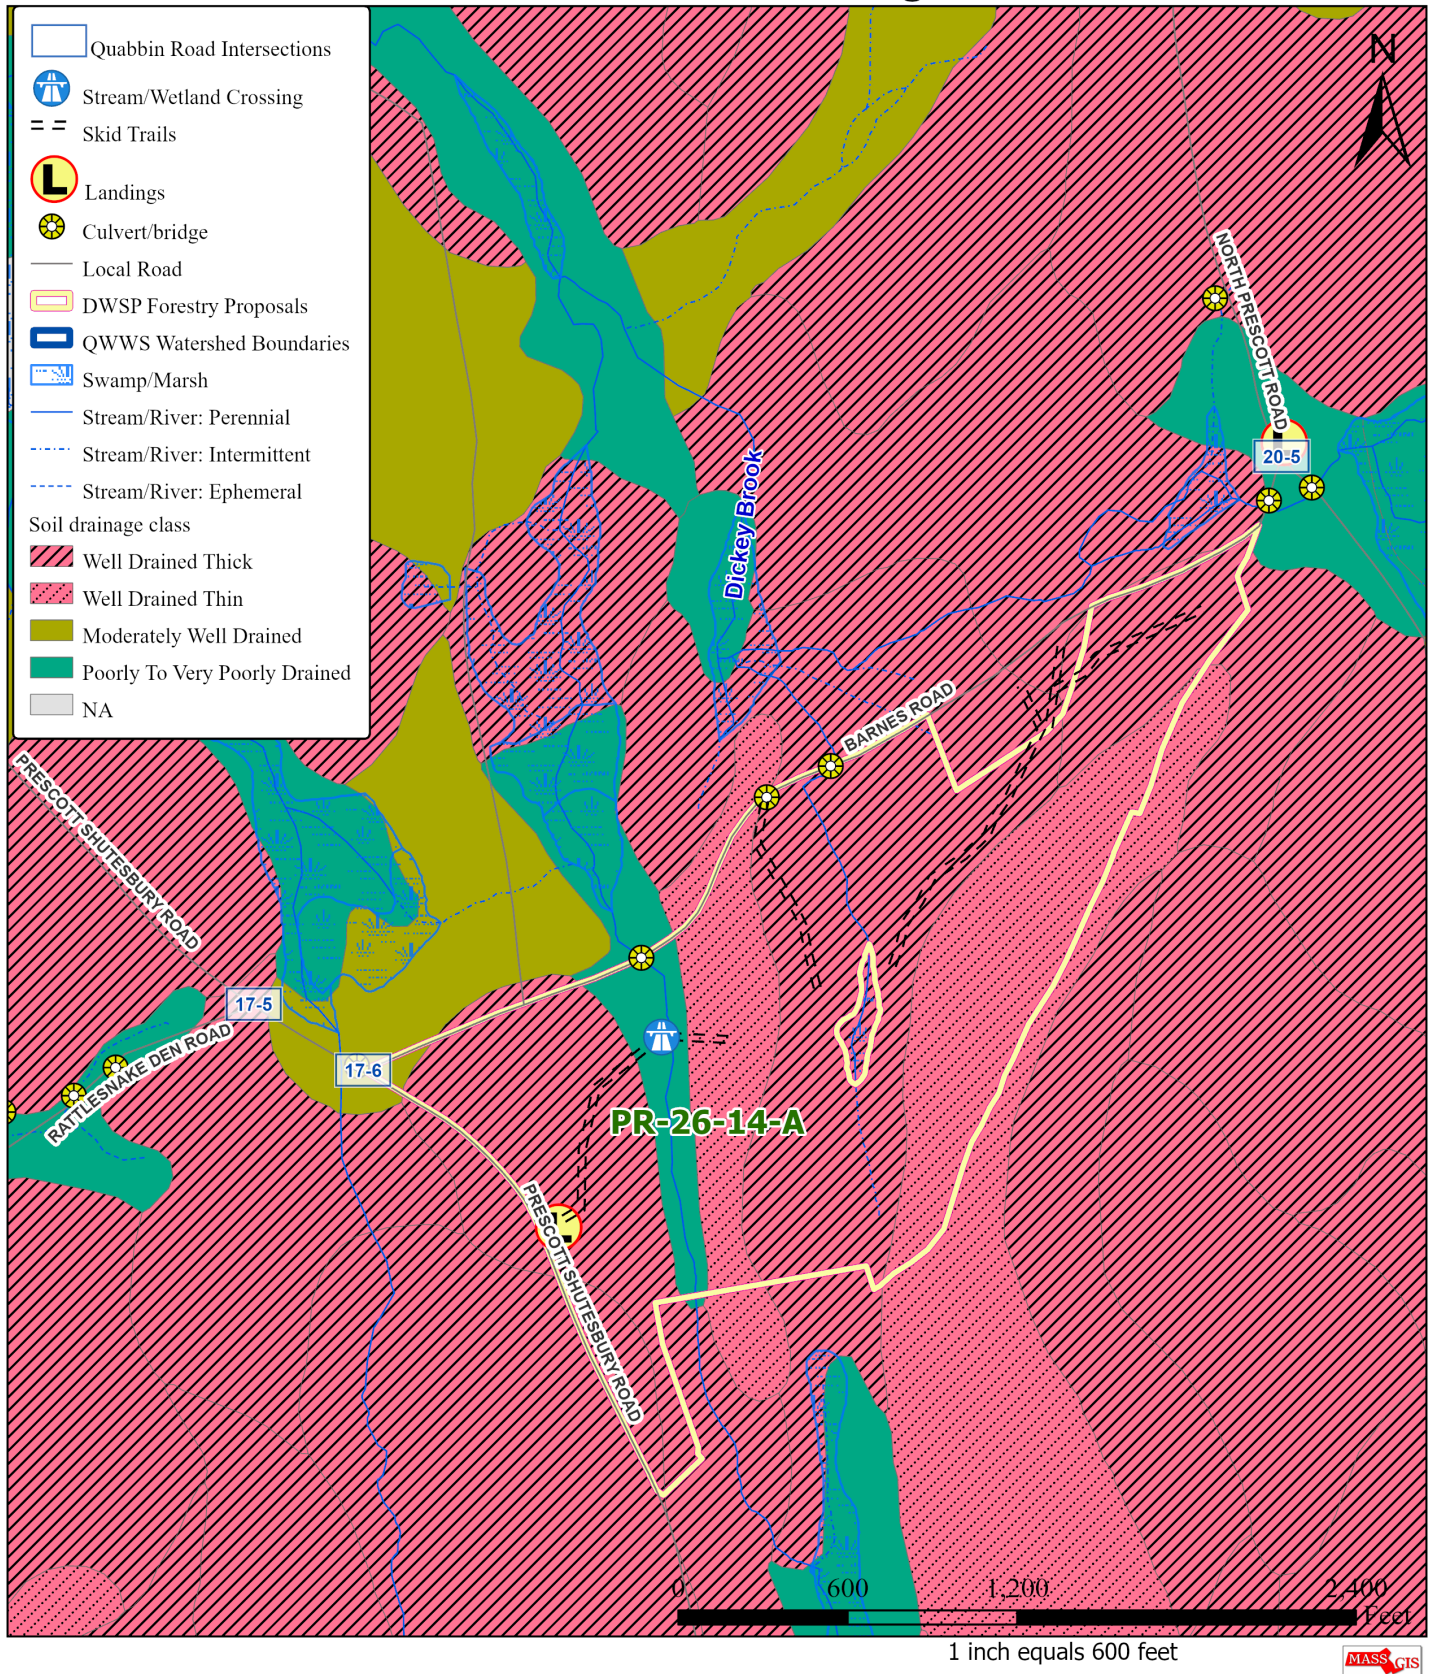 Quabbin Road Intersections
Stream/Wetland Crossing
Skid Trails
L
Landings
Culvert/bridge
Local Road
DWSP Forestry Proposals
QWWS Watershed Boundaries
Swamp/Marsh
Stream/River: Perennial
Stream/River: Intermittent
Stream/River: Ephemeral
Soil drainage class
Well Drained Thick
Well Drained Thin
Moderately Well Drained
Poorly To Very Poorly Drained
NA
N
NORTH PRESCOTT ROAD
20-5
Dickey Brook
BARNES ROAD
PRESCOTT SHUTESBURY ROAD
17-5
RATTLESNAKE DEN ROAD
17-6
PR-26-14-A
L
PRESCOTT SHUTESBURY ROAD
0 600 1,200 2,400
Feet
1 inch equals 600 feet
MASS GIS